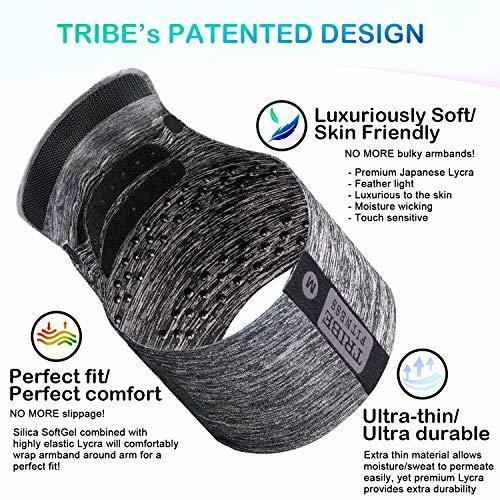 TRIBE's PATENTED DESIGN
Luxuriously Soft/
Skin Friendly
NO MORE bulky armbands!
- Premium Japanese Lycra
- Feather light
- Luxurious to the skin
- Moisture wicking
- Touch sensitive
M
TRIBE
FITNESS
Perfect fit/
Perfect comfort
NO MORE slippage!
Silica SoftGel combined with
highly elastic Lycra will comfortably
wrap armband around arm for a
perfect fit!
Ultra-thin/
Ultra durable
Extra thin material allows
moisture/sweat to permeate
easily, yet premium Lycra
provides extra durability